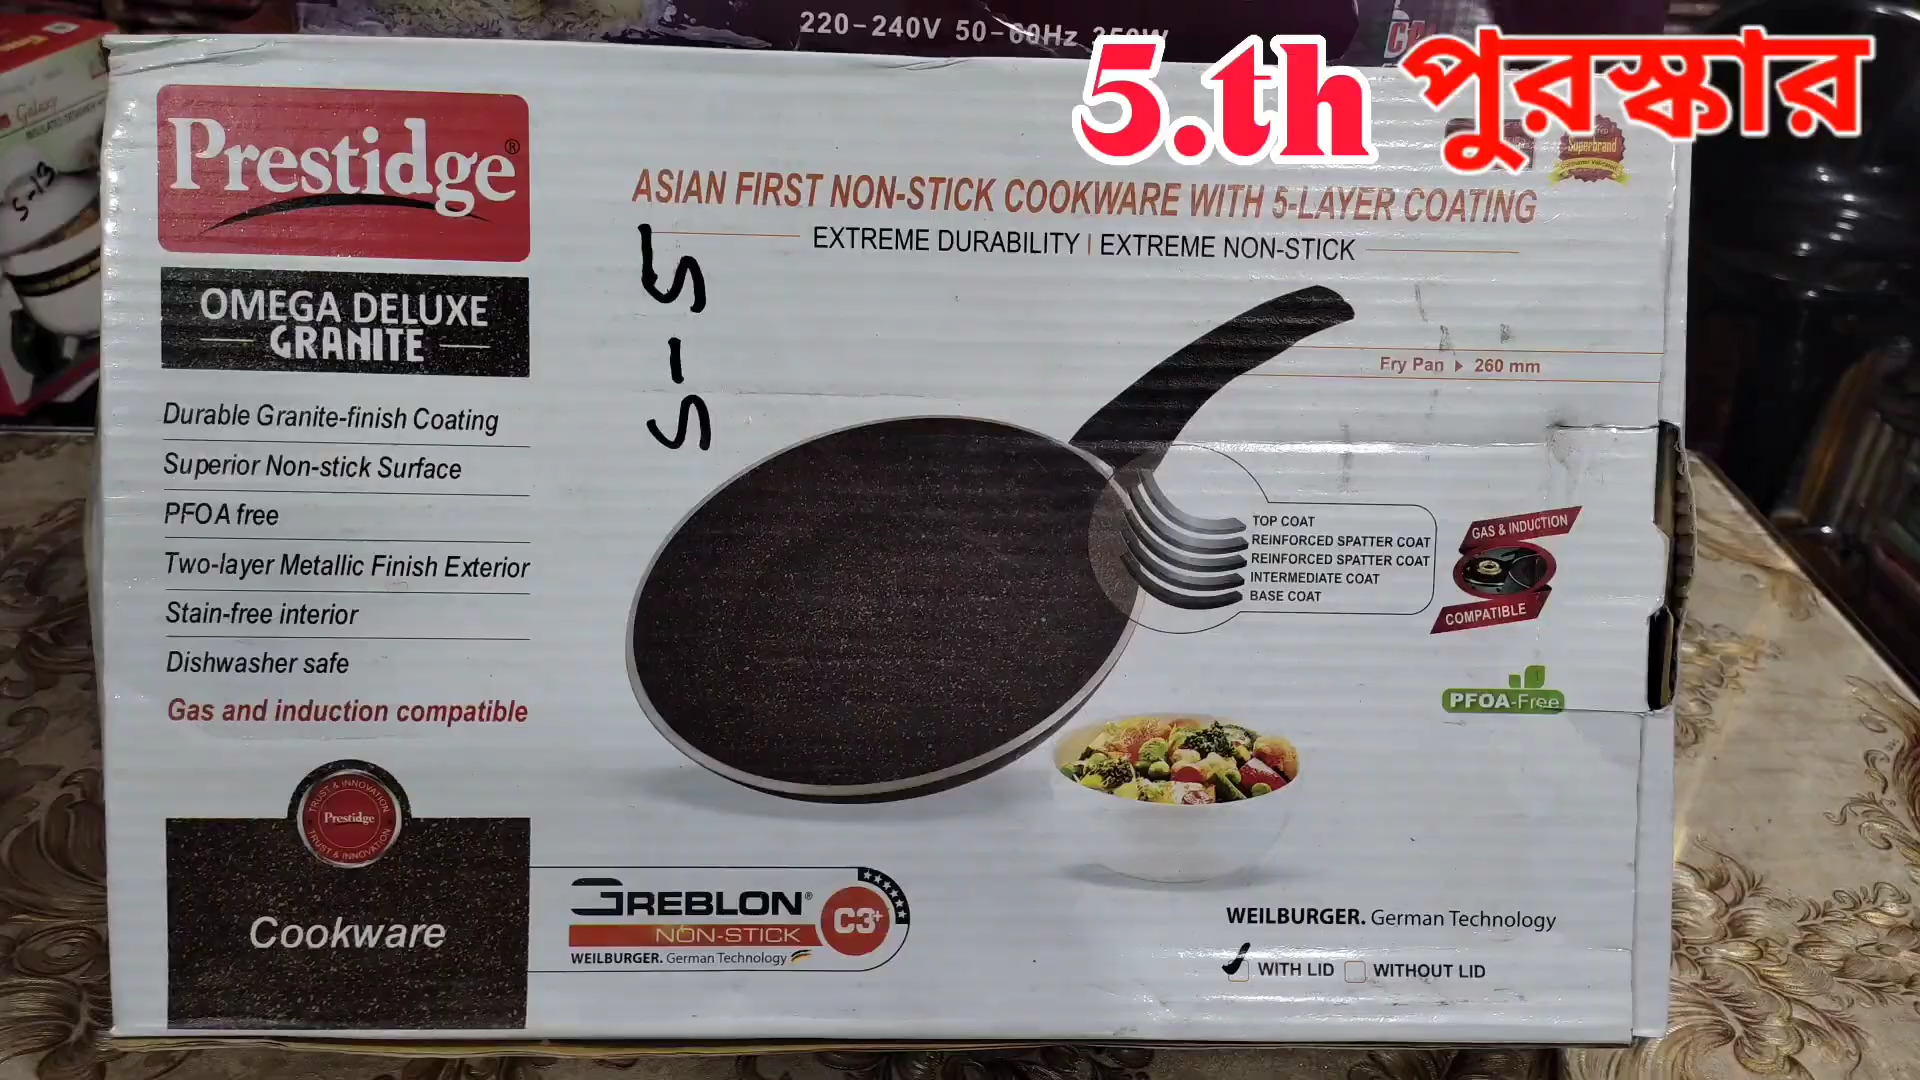 220-240V 50-60Hz 350W
5.th পুরস্কার
Galaxy
S-13
Prestidge®
Superbrand
ASIAN FIRST NON-STICK COOKWARE WITH 5-LAYER COATING
EXTREME DURABILITY | EXTREME NON-STICK
OMEGA DELUXE
GRANITE
S-5
Fry Pan 260 mm
Durable Granite-finish Coating
Superior Non-stick Surface
PFOA free
Two-layer Metallic Finish Exterior
Stain-free interior
Dishwasher safe
Gas and induction compatible
TOP COAT
REINFORCED SPATTER COAT
REINFORCED SPATTER COAT
INTERMEDIATE COAT
BASE COAT
GAS & INDUCTION
COMPATIBLE
PFOA-Free
TRUST & INNOVATION
Prestidge
TRUST & INNOVATION
Cookware
GREBLON®
NON-STICK
C3+
WEILBURGER. German Technology
WEILBURGER. German Technology
WITH LID WITHOUT LID